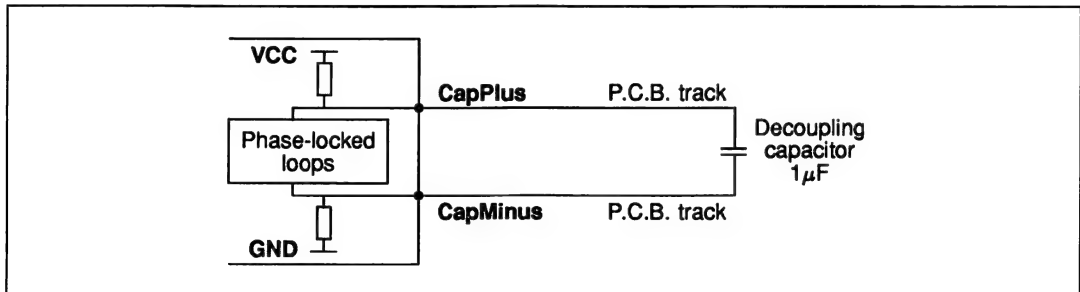 VCC
CapPlus P.C.B. track
Phase-locked
loops
Decoupling
capacitor
1μF
CapMinus P.C.B. track
GND